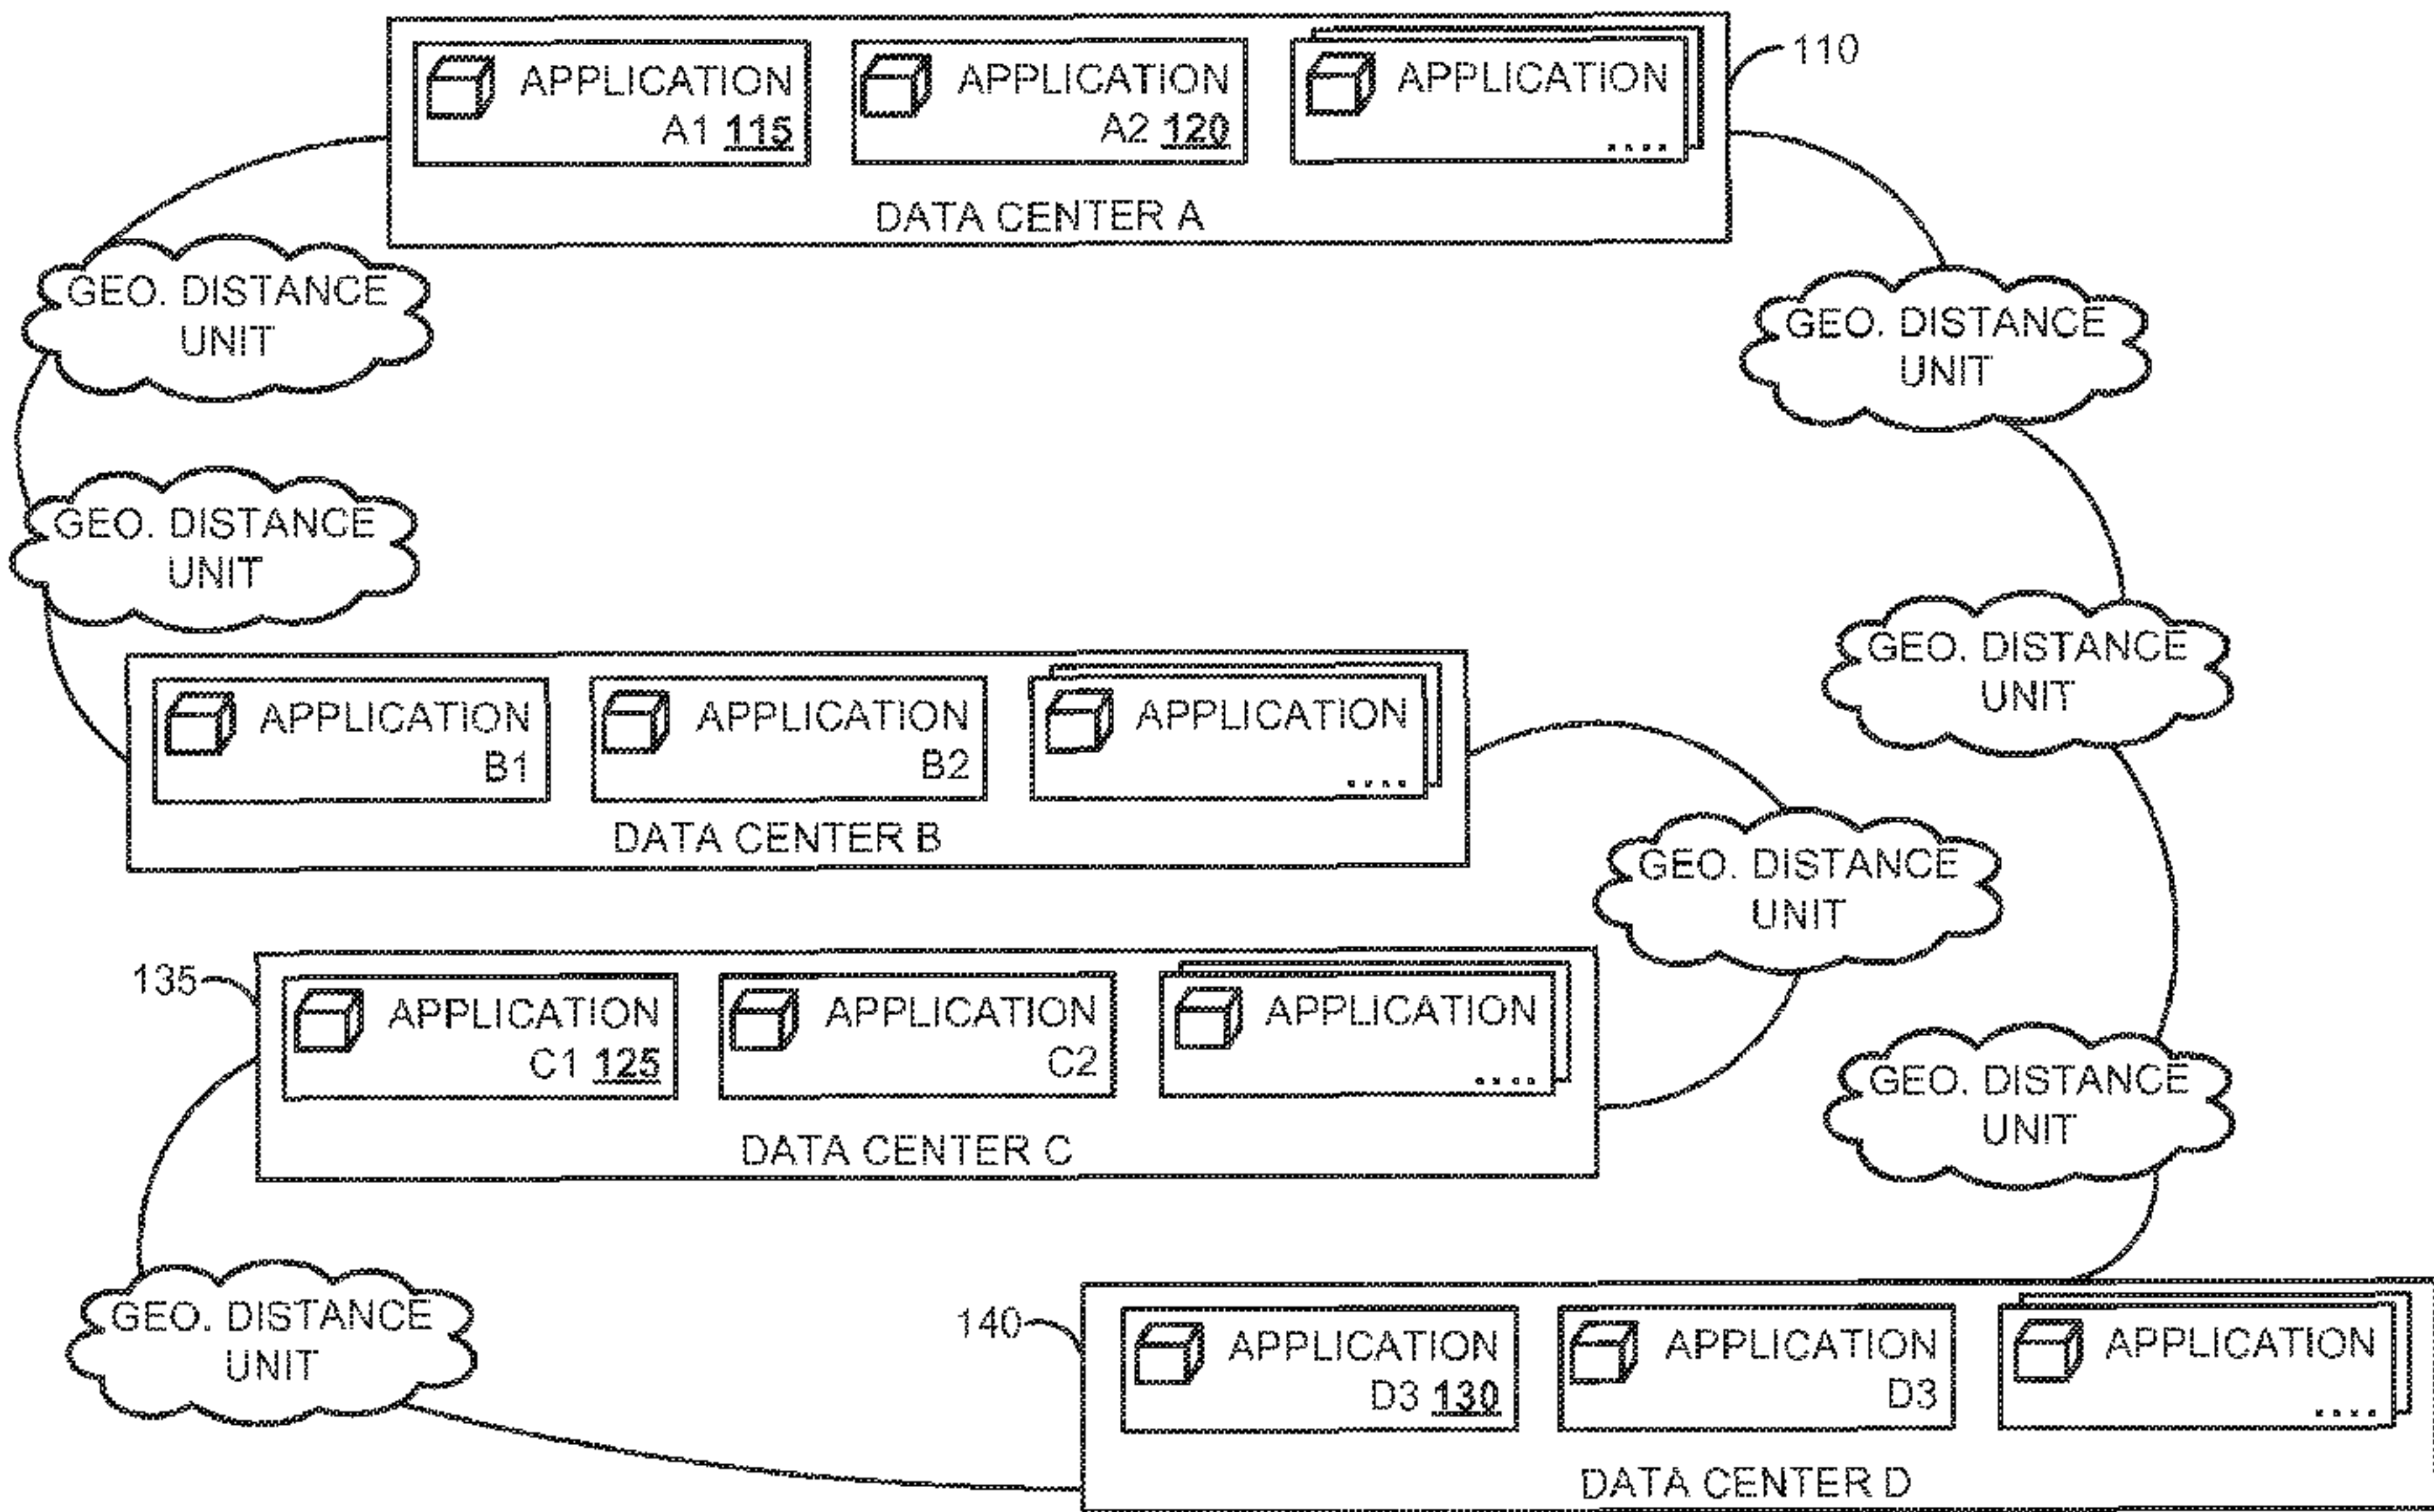 APPLICATION
A1 115
APPLICATION
A2 120
APPLICATION
....
DATA CENTER A
110
GEO. DISTANCE
UNIT
GEO. DISTANCE
UNIT
GEO. DISTANCE
UNIT
GEO. DISTANCE
UNIT
APPLICATION
B1
APPLICATION
B2
APPLICATION
....
DATA CENTER B
GEO. DISTANCE
UNIT
135
APPLICATION
C1 125
APPLICATION
C2
APPLICATION
....
DATA CENTER C
GEO. DISTANCE
UNIT
GEO. DISTANCE
UNIT
140
APPLICATION
D3 130
APPLICATION
D3
APPLICATION
....
DATA CENTER D